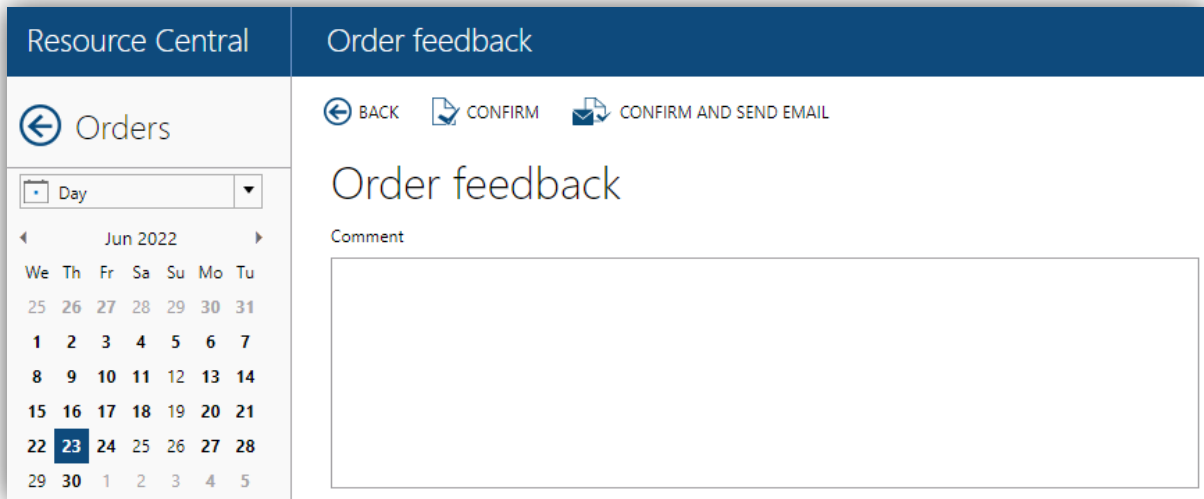 Resource Central
Order feedback
BACK CONFIRM CONFIRM AND SEND EMAIL
Orders
Day
Jun 2022
We Th Fr Sa Su Mo Tu
25 26 27 28 29 30 31
1 2 3 4 5 6 7
8 9 10 11 12 13 14
15 16 17 18 19 20 21
22 23 24 25 26 27 28
29 30 1 2 3 4 5
Order feedback
Comment